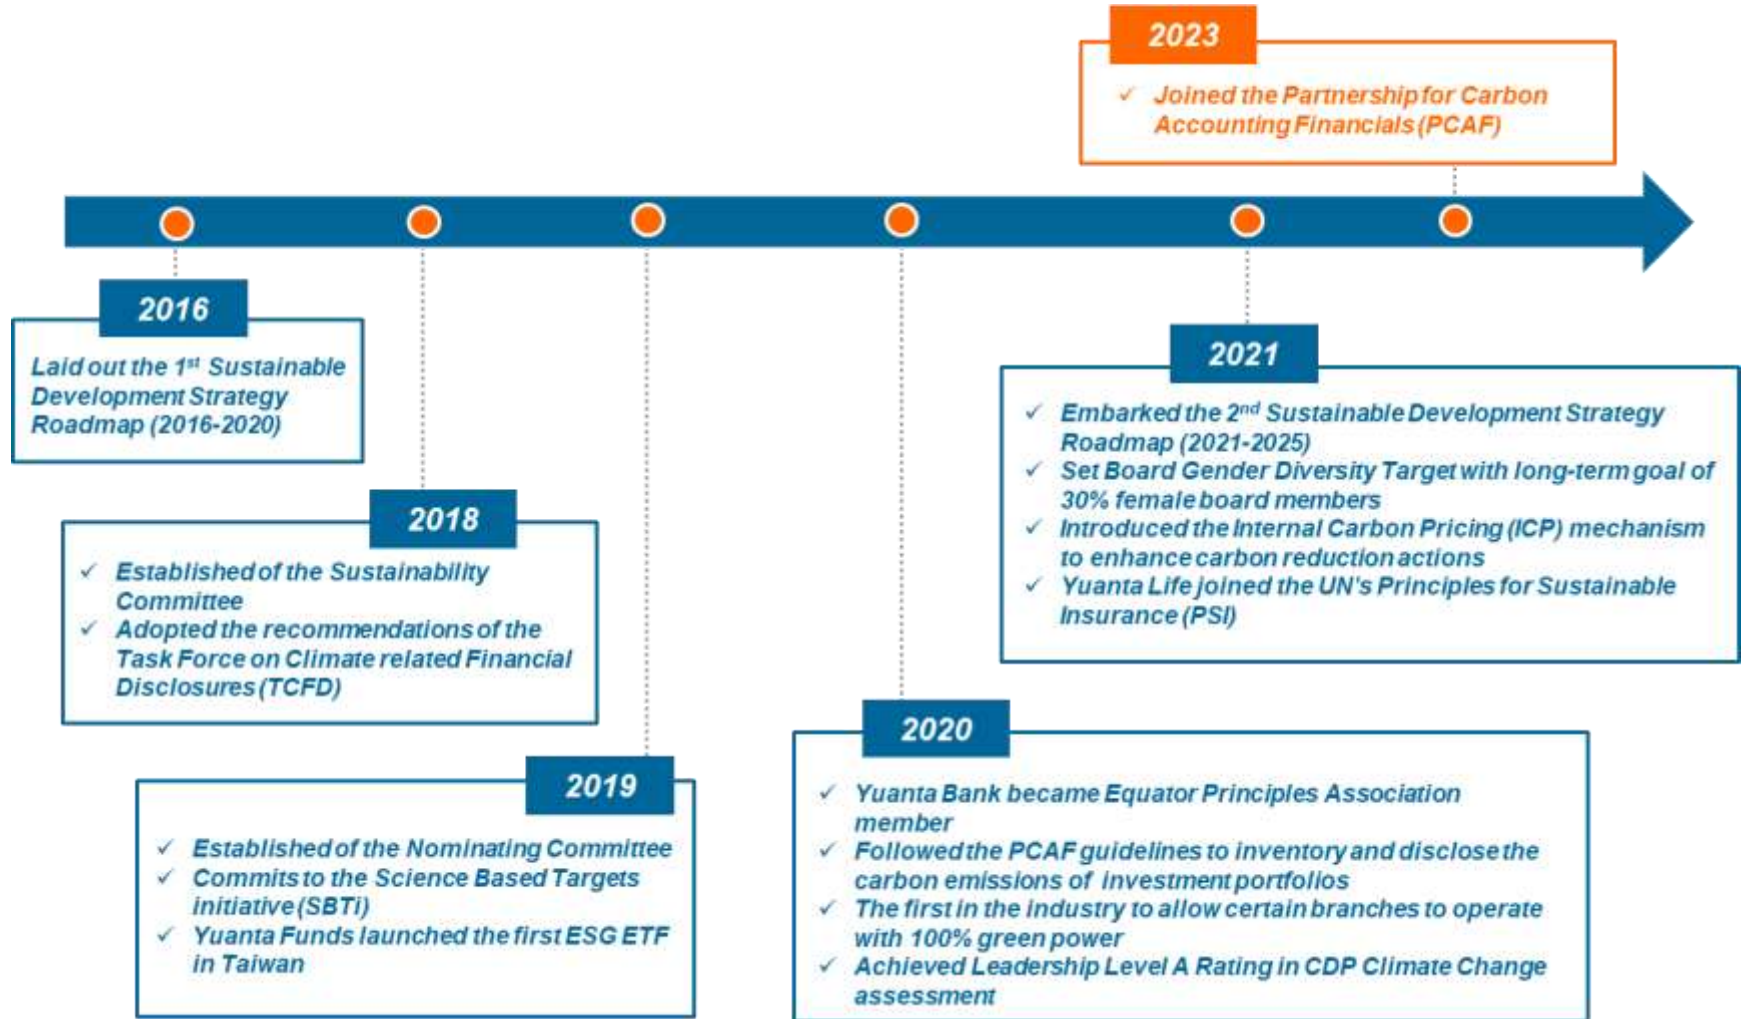 2023
✓ Joined the Partnership for Carbon
Accounting Financials (PCAF)
2016
Laid out the 1st Sustainable
Development Strategy
Roadmap (2016-2020)
2018
✓ Established of the Sustainability
Committee
✓ Adopted the recommendations of the
Task Force on Climate related Financial
Disclosures (TCFD)
2019
✓ Established of the Nominating Committee
✓ Commits to the Science Based Targets
initiative (SBTi)
✓ Yuanta Funds launched the first ESG ETF
in Taiwan
2020
✓ Yuanta Bank became Equator Principles Association
member
✓ Followed the PCAF guidelines to inventory and disclose the
carbon emissions of investment portfolios
✓ The first in the industry to allow certain branches to operate
with 100% green power
✓ Achieved Leadership Level A Rating in CDP Climate Change
assessment
2021
✓ Embarked the 2nd Sustainable Development Strategy
Roadmap (2021-2025)
✓ Set Board Gender Diversity Target with long-term goal of
30% female board members
✓ Introduced the Internal Carbon Pricing (ICP) mechanism
to enhance carbon reduction actions
✓ Yuanta Life joined the UN's Principles for Sustainable
Insurance (PSI)